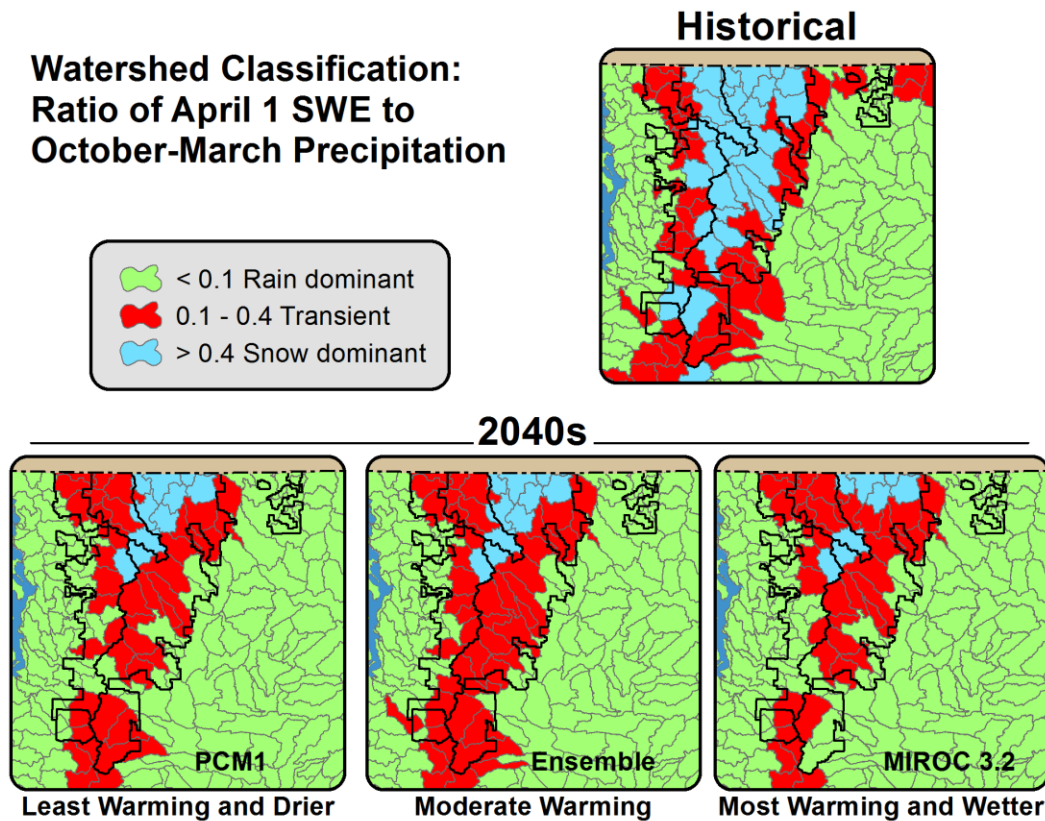 Historical
Watershed Classification:
Ratio of April 1 SWE to
October-March Precipitation
< 0.1 Rain dominant
0.1 - 0.4 Transient
> 0.4 Snow dominant
2040s
PCM1
Ensemble
MIROC 3.2
Least Warming and Drier
Moderate Warming
Most Warming and Wetter